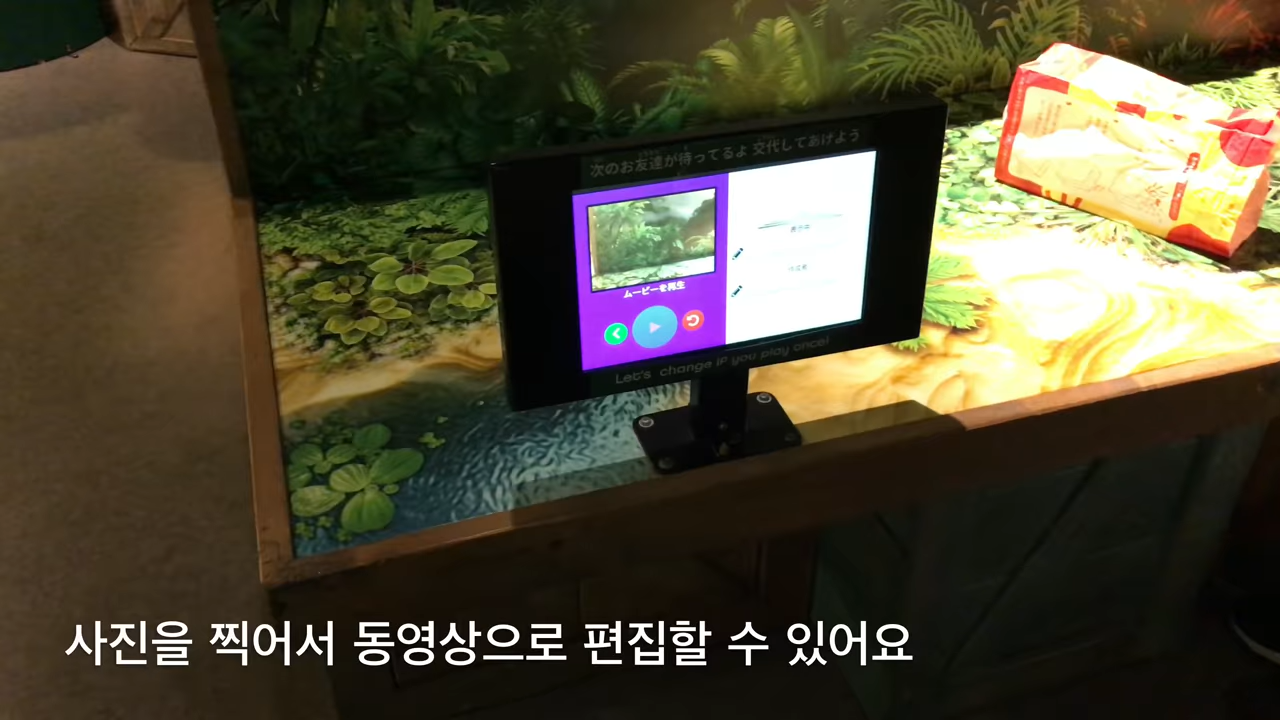 次のお友達が待ってるよ 交代してあげよう
ムービーを再生
Let's change if you play once!
사진을 찍어서 동영상으로 편집할 수 있어요